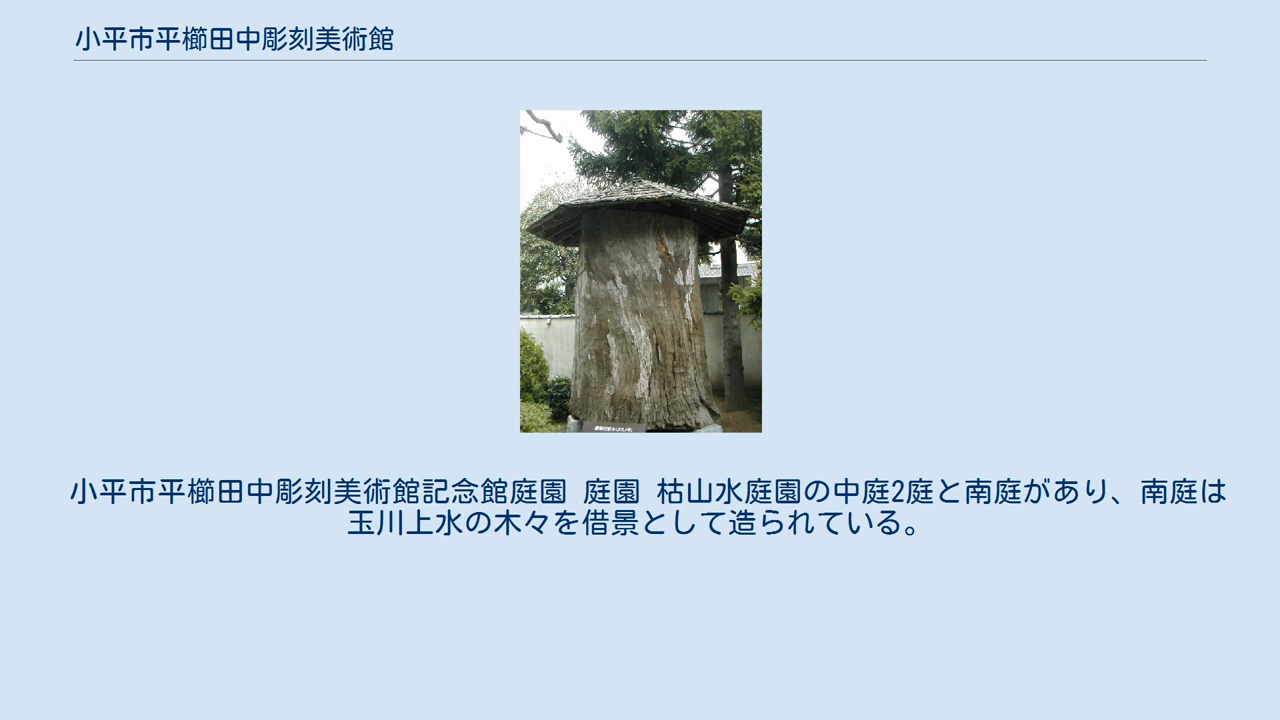 小平市平櫛田中彫刻美術館
小平市平櫛田中彫刻美術館記念館庭園 庭園 枯山水庭園の中庭2庭と南庭があり、南庭は
玉川上水の木々を借景として造られている。